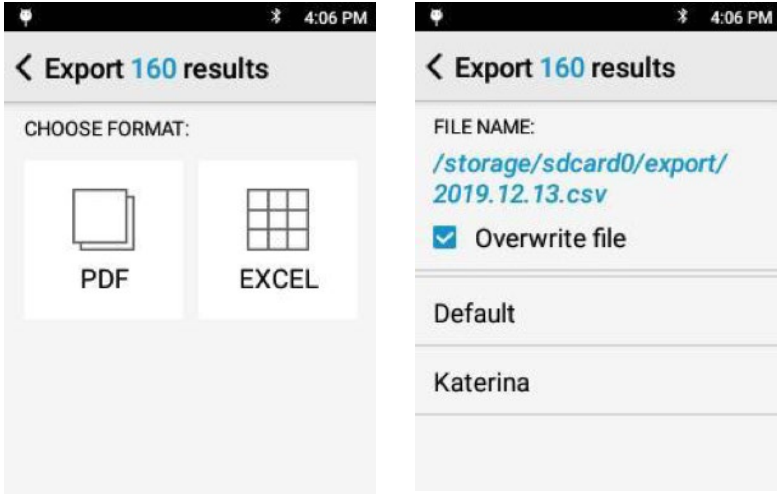 4:06 PM
Export 160 results
CHOOSE FORMAT:
PDF
EXCEL
4:06 PM
Export 160 results
FILE NAME:
/storage/sdcard0/export/
2019.12.13.csv
Overwrite file
Default
Katerina